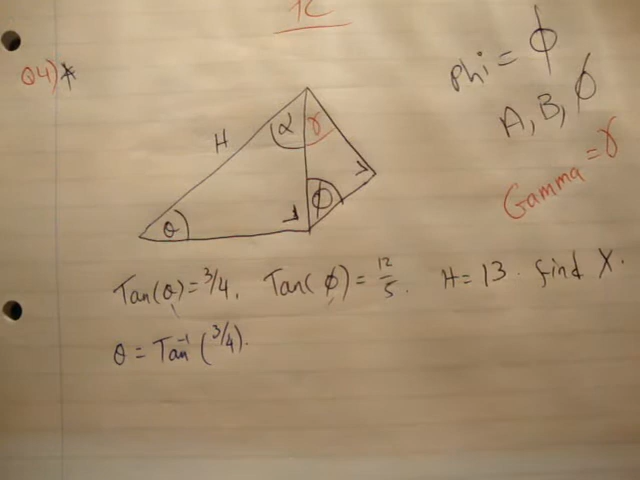 1C
Q4)*
Phi = ϕ
A, B, ϕ
Gamma = γ
H
α γ
θ
ϕ
Tan(θ) = 3/4. Tan(ϕ) = 12/5. H = 13. find X.
θ = Tan⁻¹(3/4).